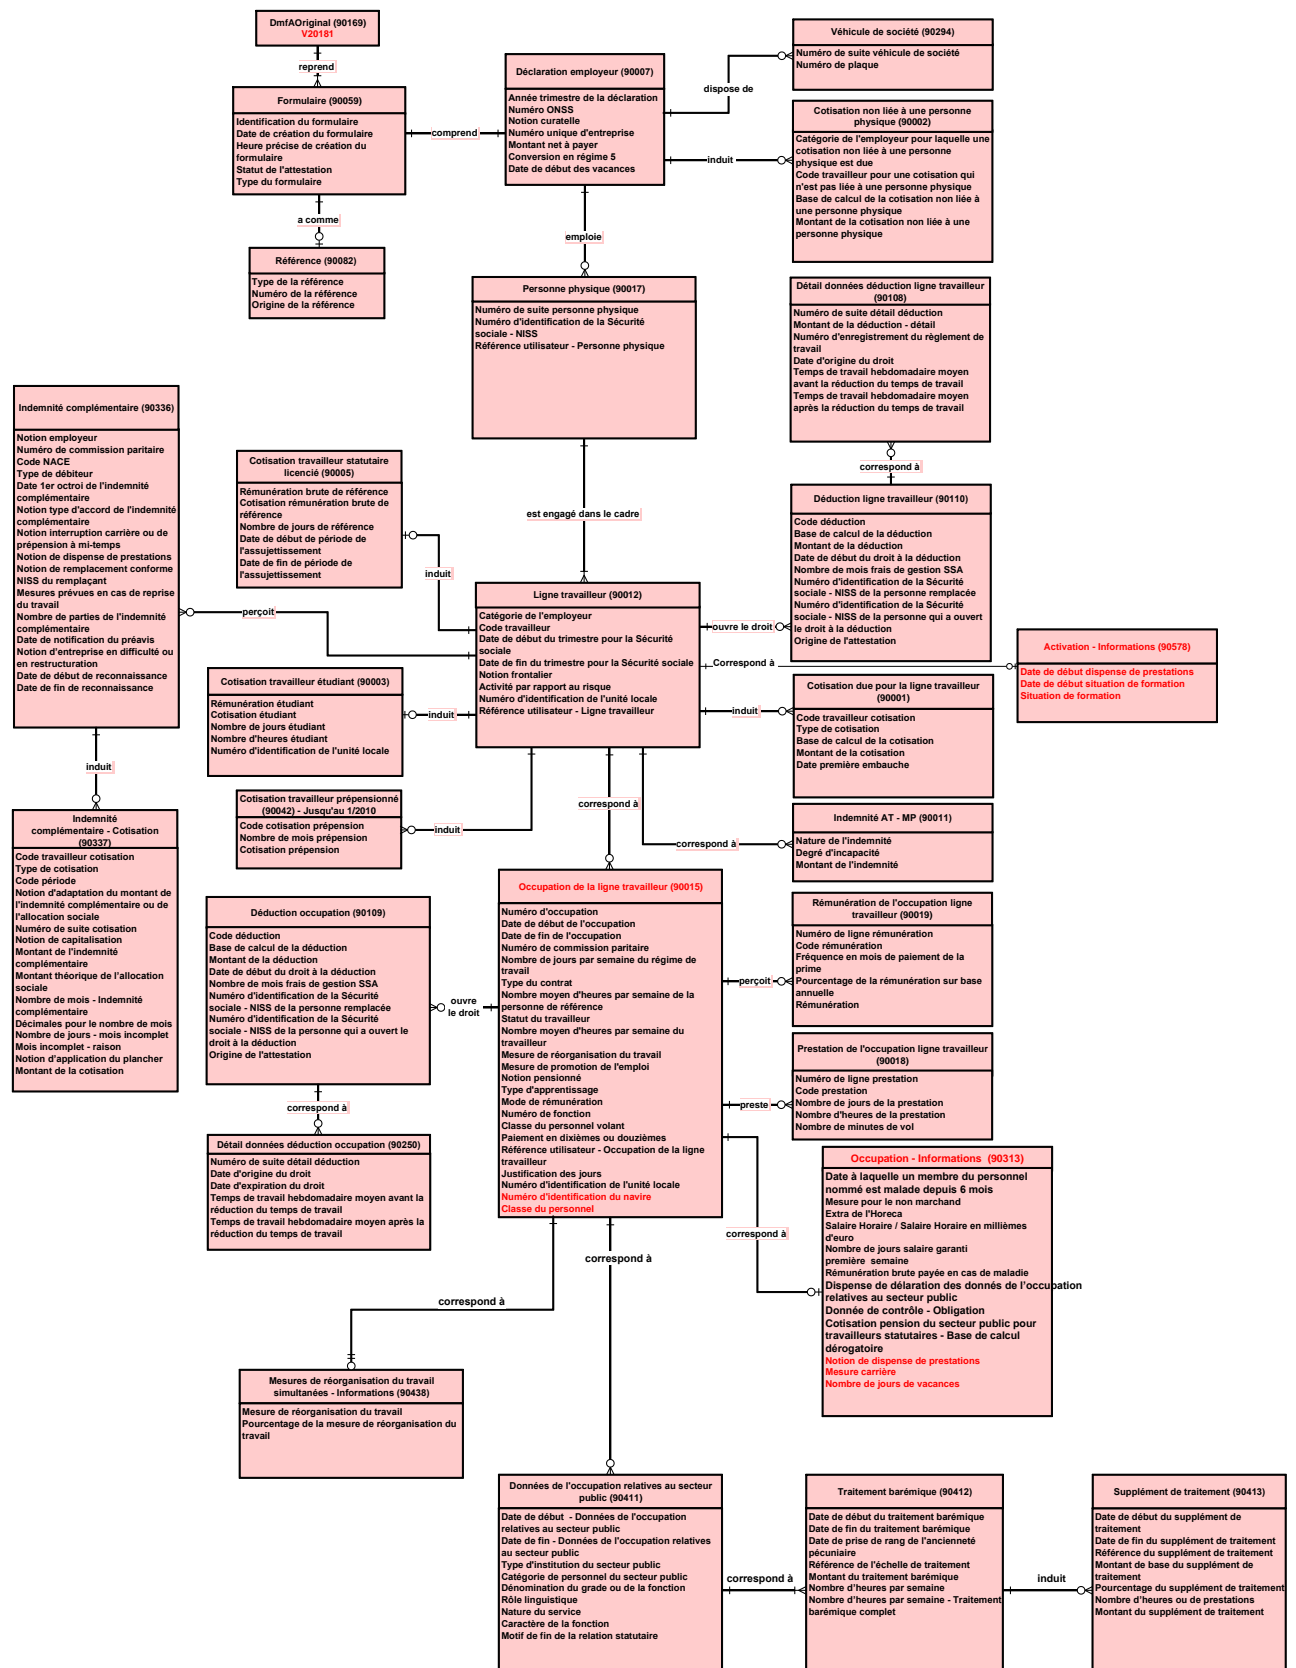 DmfAOriginal (90169)
V20181
reprend
Formulaire (90059)
Identification du formulaire
Date de création du formulaire
Heure précise de création du
formulaire
Statut de l'attestation
Type du formulaire
comprend
a comme
Référence (90082)
Type de la référence
Numéro de la référence
Origine de la référence
Déclaration employeur (90007)
Année trimestre de la déclaration
Numéro ONSS
Notion curatelle
Numéro unique d'entreprise
Montant net à payer
Conversion en régime 5
Date de début des vacances
dispose de
induit
emploie
Véhicule de société (90294)
Numéro de suite véhicule de société
Numéro de plaque
Cotisation non liée à une personne
physique (90002)
Catégorie de l'employeur pour laquelle une
cotisation non liée à une personne
physique est due
Code travailleur pour une cotisation qui
n'est pas liée à une personne physique
Base de calcul de la cotisation non liée à
une personne physique
Montant de la cotisation non liée à une
personne physique
Personne physique (90017)
Numéro de suite personne physique
Numéro d'identification de la Sécurité
sociale - NISS
Référence utilisateur - Personne physique
est engagé dans le cadre
Détail données déduction ligne travailleur
(90108)
Numéro de suite détail déduction
Montant de la déduction - détail
Numéro d'enregistrement du règlement de
travail
Date d'origine du droit
Temps de travail hebdomadaire moyen
avant la réduction du temps de travail
Temps de travail hebdomadaire moyen
après la réduction du temps de travail
correspond à
Déduction ligne travailleur (90110)
Code déduction
Base de calcul de la déduction
Montant de la déduction
Date de début du droit à la déduction
Nombre de mois frais de gestion SSA
Numéro d'identification de la Sécurité
sociale - NISS de la personne remplacée
Numéro d'identification de la Sécurité
sociale - NISS de la personne qui a ouvert
le droit à la déduction
Origine de l'attestation
Indemnité complémentaire (90336)
Notion employeur
Numéro de commission paritaire
Code NACE
Type de débiteur
Date 1er octroi de l'indemnité
complémentaire
Notion type d'accord de l'indemnité
complémentaire
Notion interruption carrière ou de
prépension à mi-temps
Notion de dispense de prestations
Notion de remplacement conforme
NISS du remplaçant
Mesures prévues en cas de reprise
du travail
Nombre de parties de l'indemnité
complémentaire
Date de notification du préavis
Notion d'entreprise en difficulté ou
en restructuration
Date de début de reconnaissance
Date de fin de reconnaissance
perçoit
induit
Cotisation travailleur statutaire
licencié (90005)
Rémunération brute de référence
Cotisation rémunération brute de
référence
Nombre de jours de référence
Date de début de période de
l'assujettissement
Date de fin de période de
l'assujettissement
induit
Ligne travailleur (90012)
Catégorie de l'employeur
Code travailleur
Date de début du trimestre pour la Sécurité
sociale
Date de fin du trimestre pour la Sécurité sociale
Notion frontalier
Activité par rapport au risque
Numéro d'identification de l'unité locale
Référence utilisateur - Ligne travailleur
ouvre le droit
Correspond à
induit
Activation - Informations (90578)
Date de début dispense de prestations
Date de début situation de formation
Situation de formation
Cotisation travailleur étudiant (90003)
Rémunération étudiant
Cotisation étudiant
Nombre de jours étudiant
Nombre d'heures étudiant
Numéro d'identification de l'unité locale
induit
Cotisation due pour la ligne travailleur
(90001)
Code travailleur cotisation
Type de cotisation
Base de calcul de la cotisation
Montant de la cotisation
Date première embauche
Cotisation travailleur prépensionné
(90042) - Jusqu'au 1/2010
Code cotisation prépension
Nombre de mois prépension
Cotisation prépension
induit
correspond à
correspond à
Indemnité AT - MP (90011)
Nature de l'indemnité
Degré d'incapacité
Montant de l'indemnité
Indemnité
complémentaire - Cotisation
(90337)
Code travailleur cotisation
Type de cotisation
Code période
Notion d'adaptation du montant de
l'indemnité complémentaire ou de
l'allocation sociale
Numéro de suite cotisation
Notion de capitalisation
Montant de l'indemnité
complémentaire
Montant théorique de l'allocation
sociale
Nombre de mois - Indemnité
complémentaire
Décimales pour le nombre de mois
Nombre de jours - mois incomplet
Mois incomplet - raison
Notion d'application du plancher
Montant de la cotisation
Déduction occupation (90109)
Code déduction
Base de calcul de la déduction
Montant de la déduction
Date de début du droit à la déduction
Nombre de mois frais de gestion SSA
Numéro d'identification de la Sécurité
sociale - NISS de la personne remplacée
Numéro d'identification de la Sécurité
sociale - NISS de la personne qui a ouvert le
droit à la déduction
Origine de l'attestation
ouvre
le droit
correspond à
Détail données déduction occupation (90250)
Numéro de suite détail déduction
Date d'origine du droit
Date d'expiration du droit
Temps de travail hebdomadaire moyen avant la
réduction du temps de travail
Temps de travail hebdomadaire moyen après la
réduction du temps de travail
Occupation de la ligne travailleur (90015)
Numéro d'occupation
Date de début de l'occupation
Date de fin de l'occupation
Numéro de commission paritaire
Nombre de jours par semaine du régime de
travail
Type du contrat
Nombre moyen d'heures par semaine de la
personne de référence
Statut du travailleur
Nombre moyen d'heures par semaine du
travailleur
Mesure de réorganisation du travail
Mesure de promotion de l'emploi
Notion pensionné
Type d'apprentissage
Mode de rémunération
Numéro de fonction
Classe du personnel volant
Paiement en dixièmes ou douzièmes
Référence utilisateur - Occupation de la ligne
travailleur
Justification des jours
Numéro d'identification de l'unité locale
Numéro d'identification du navire
Classe du personnel
perçoit
preste
correspond à
Rémunération de l'occupation ligne
travailleur (90019)
Numéro de ligne rémunération
Code rémunération
Fréquence en mois de paiement de la
prime
Pourcentage de la rémunération sur base
annuelle
Rémunération
Prestation de l'occupation ligne travailleur
(90018)
Numéro de ligne prestation
Code prestation
Nombre de jours de la prestation
Nombre d'heures de la prestation
Nombre de minutes de vol
Occupation - Informations (90313)
Date à laquelle un membre du personnel
nommé est malade depuis 6 mois
Mesure pour le non marchand
Extra de l'Horeca
Salaire Horaire / Salaire Horaire en millièmes
d'euro
Nombre de jours salaire garanti
première semaine
Rémunération brute payée en cas de maladie
Dispense de délaration des donnés de l'occupation
relatives au secteur public
Donnée de contrôle - Obligation
Cotisation pension du secteur public pour
travailleurs statutaires - Base de calcul
dérogatoire
Notion de dispense de prestations
Mesure carrière
Nombre de jours de vacances
correspond à
correspond à
Mesures de réorganisation du travail
simultanées - Informations (90438)
Mesure de réorganisation du travail
Pourcentage de la mesure de réorganisation du
travail
Données de l'occupation relatives au secteur
public (90411)
Date de début - Données de l'occupation
relatives au secteur public
Date de fin - Données de l'occupation relatives
au secteur public
Type d'institution du secteur public
Catégorie de personnel du secteur public
Dénomination du grade ou de la fonction
Rôle linguistique
Nature du service
Caractère de la fonction
Motif de fin de la relation statutaire
correspond à
Traitement barémique (90412)
Date de début du traitement barémique
Date de fin du traitement barémique
Date de prise de rang de l'ancienneté
pécuniaire
Référence de l'échelle de traitement
Montant du traitement barémique
Nombre d'heures par semaine
Nombre d'heures par semaine - Traitement
barémique complet
induit
Supplément de traitement (90413)
Date de début du supplément de
traitement
Date de fin du supplément de traitement
Référence du supplément de traitement
Montant de base du supplément de
traitement
Pourcentage du supplément de traitement
Nombre d'heures ou de prestations
Montant du supplément de traitement